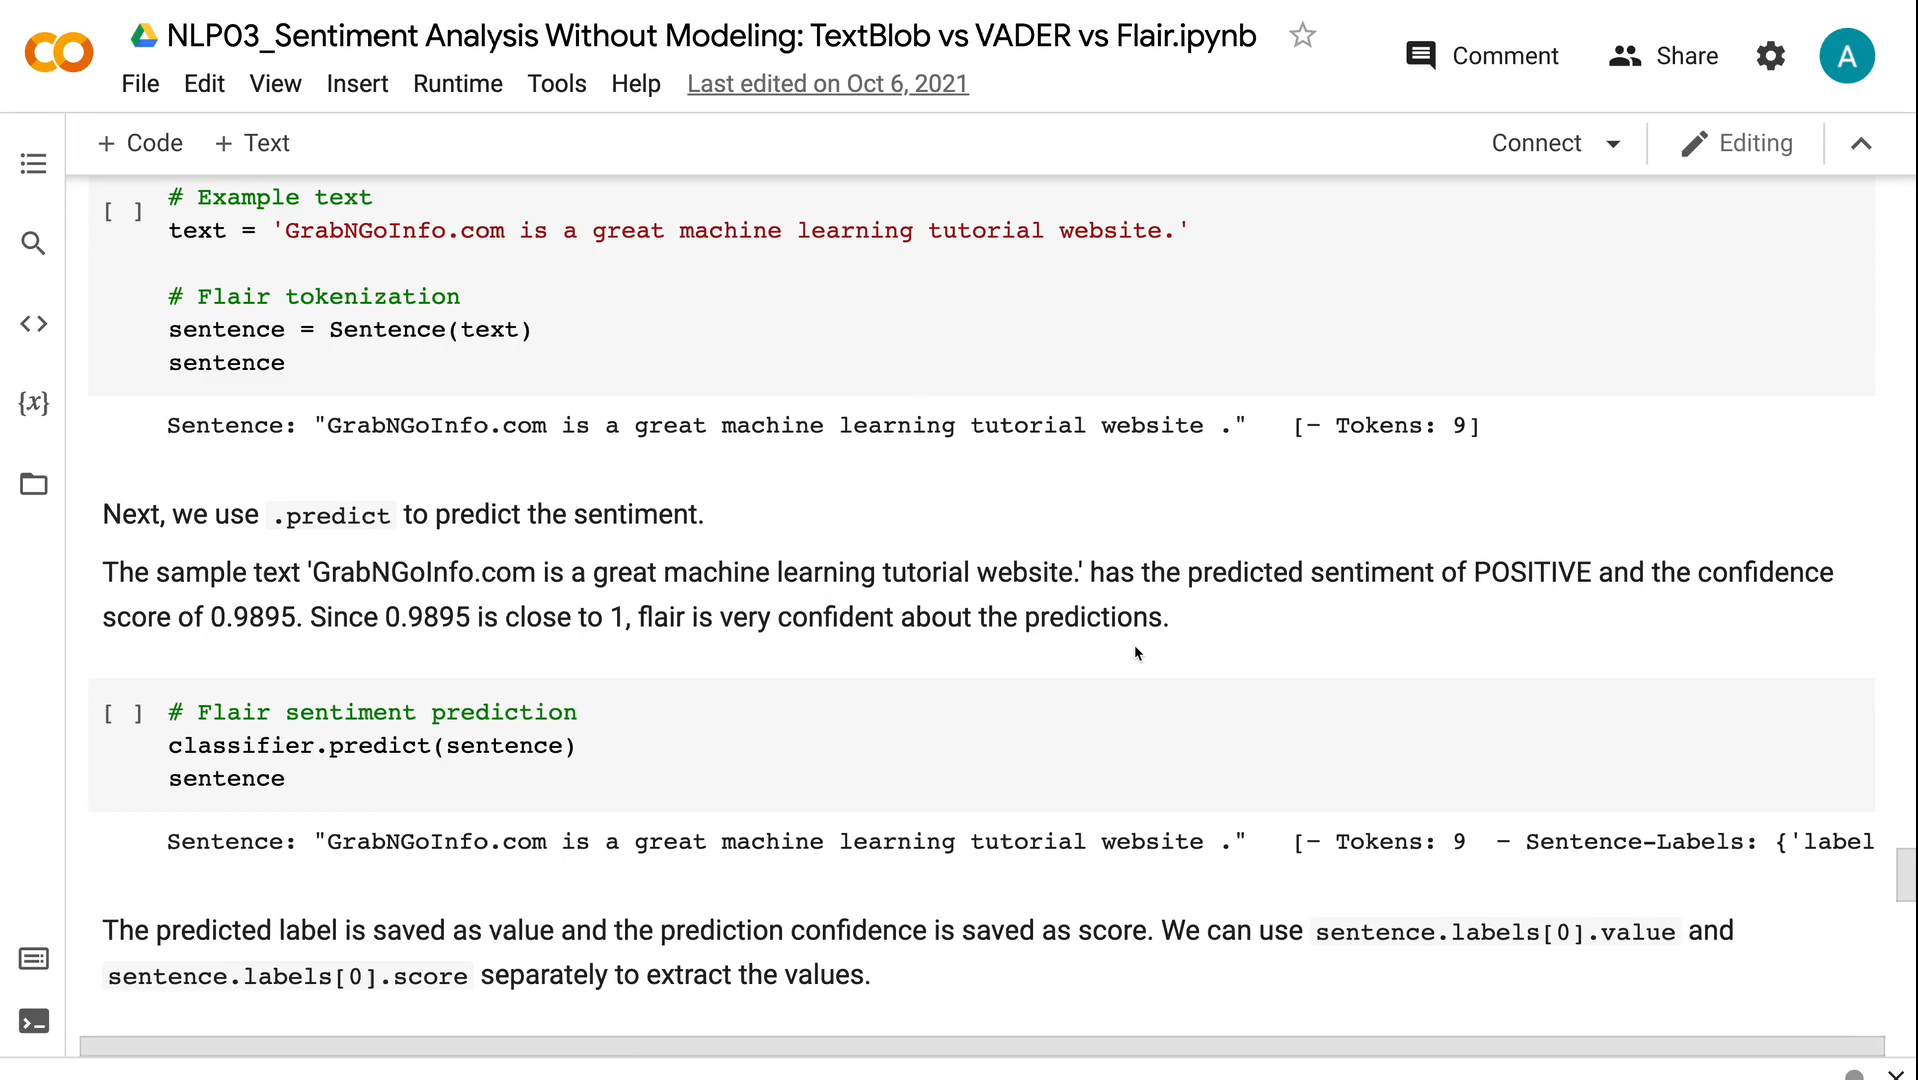 NLP03_Sentiment Analysis Without Modeling: TextBlob vs VADER vs Flair.ipynb
File Edit View Insert Runtime Tools Help Last edited on Oct 6, 2021
Comment Share A
+ Code + Text Connect Editing
[ ] # Example text
text = 'GrabNGoInfo.com is a great machine learning tutorial website.'
# Flair tokenization
sentence = Sentence(text)
sentence
Sentence: "GrabNGoInfo.com is a great machine learning tutorial website ." [− Tokens: 9]
Next, we use .predict to predict the sentiment.
The sample text 'GrabNGoInfo.com is a great machine learning tutorial website.' has the predicted sentiment of POSITIVE and the confidence
score of 0.9895. Since 0.9895 is close to 1, flair is very confident about the predictions.
[ ] # Flair sentiment prediction
classifier.predict(sentence)
sentence
Sentence: "GrabNGoInfo.com is a great machine learning tutorial website ." [− Tokens: 9 − Sentence-Labels: {'label
The predicted label is saved as value and the prediction confidence is saved as score. We can use sentence.labels[0].value and
sentence.labels[0].score separately to extract the values.